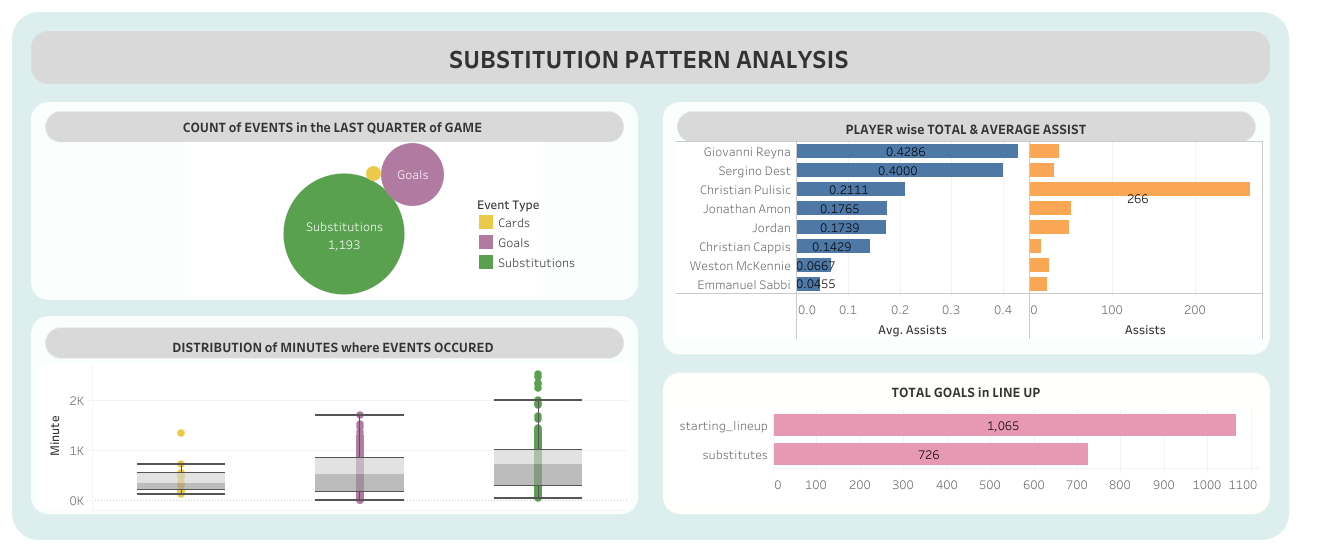 SUBSTITUTION PATTERN ANALYSIS
COUNT of EVENTS in the LAST QUARTER of GAME
Goals
Substitutions
1,193
Event Type
Cards
Goals
Substitutions
DISTRIBUTION of MINUTES where EVENTS OCCURED
Minute
2K
1K
0K
PLAYER wise TOTAL & AVERAGE ASSIST
Giovanni Reyna 0.4286
Sergino Dest 0.4000
Christian Pulisic 0.2111 266
Jonathan Amon 0.1765
Jordan 0.1739
Christian Cappis 0.1429
Weston McKennie 0.0667
Emmanuel Sabbi 0.0455
0.0 0.1 0.2 0.3 0.4 0 100 200
Avg. Assists Assists
TOTAL GOALS in LINE UP
starting_lineup 1,065
substitutes 726
0 100 200 300 400 500 600 700 800 900 1000 1100